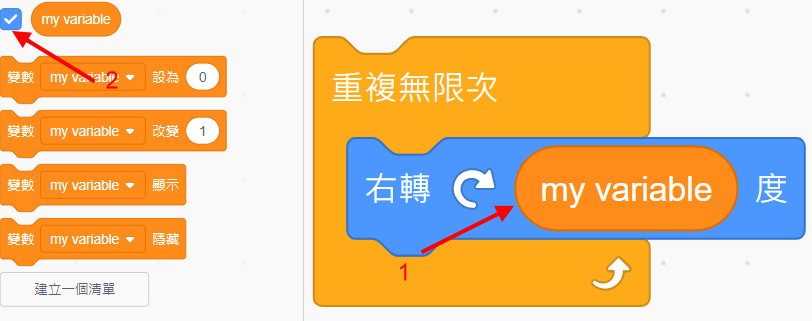 my variable
變數 my variable 設為 0
2
變數 my variable 改變 1
變數 my variable 顯示
變數 my variable 隱藏
建立一個清單
重複無限次
右轉 my variable 度
1